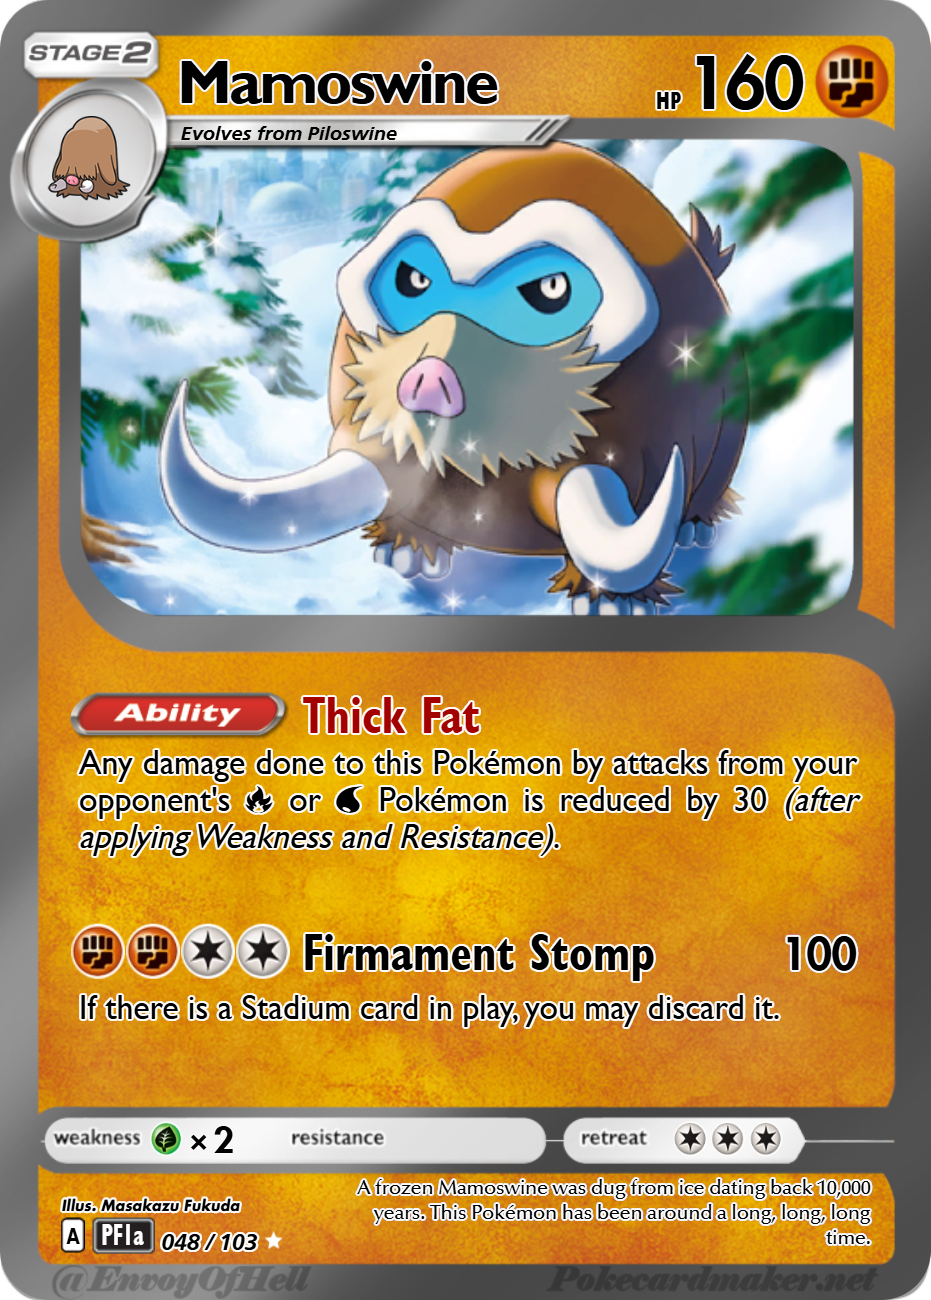 STAGE 2
Mamoswine
HP 160
Evolves from Piloswine
Ability Thick Fat
Any damage done to this Pokémon by attacks from your
opponent's or Pokémon is reduced by 30 (after
applying Weakness and Resistance).
Firmament Stomp 100
If there is a Stadium card in play, you may discard it.
weakness × 2 resistance retreat
Illus. Masakazu Fukuda
A PFla 048 / 103
A frozen Mamoswine was dug from ice dating back 10,000
years. This Pokémon has been around a long, long, long
time.
@EnvoyOfHell
Pokecardmaker.net